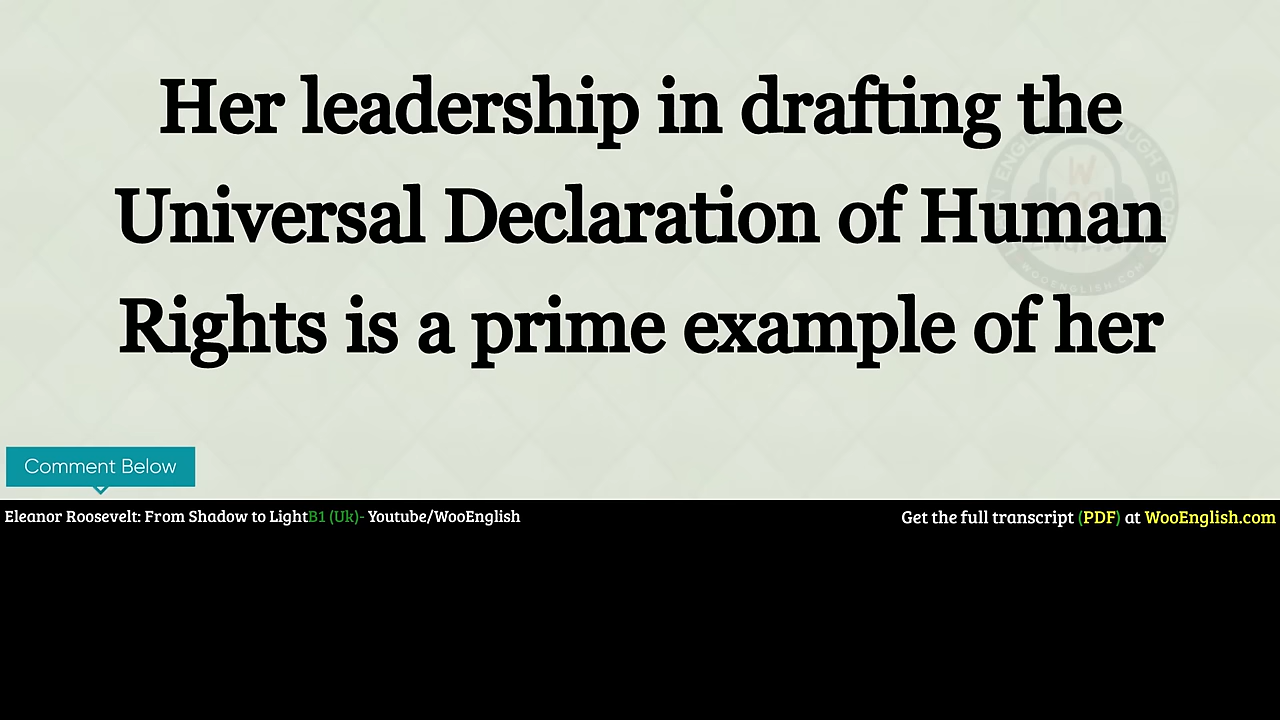 Her leadership in drafting the
Universal Declaration of Human
Rights is a prime example of her
Comment Below
Eleanor Roosevelt: From Shadow to LightB1 (Uk)- Youtube/WooEnglish
Get the full transcript (PDF) at WooEnglish.com